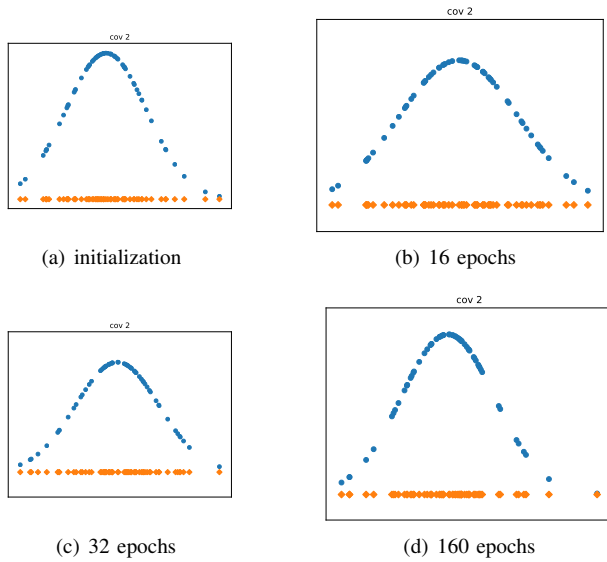 cov 2
(a) initialization
cov 2
(b) 16 epochs
cov 2
(c) 32 epochs
cov 2
(d) 160 epochs